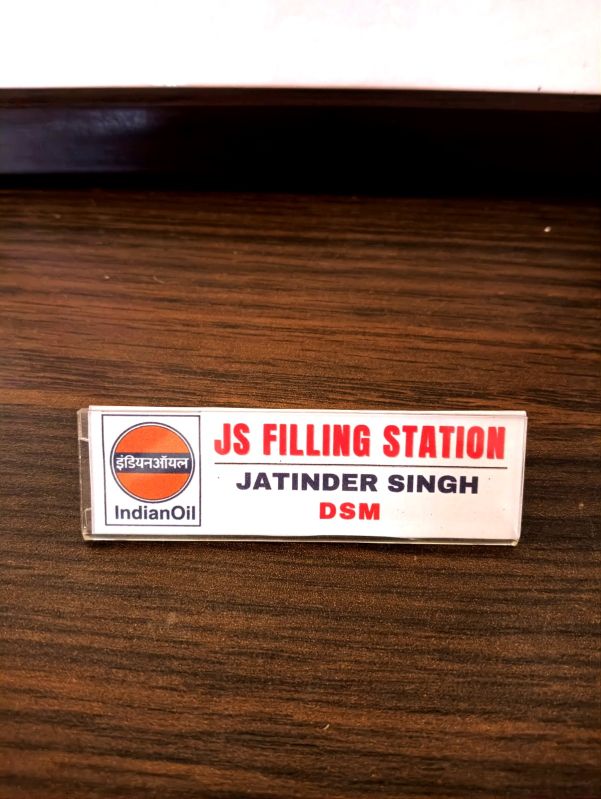 इंडियनऑयल
IndianOil
JS FILLING STATION
JATINDER SINGH
DSM